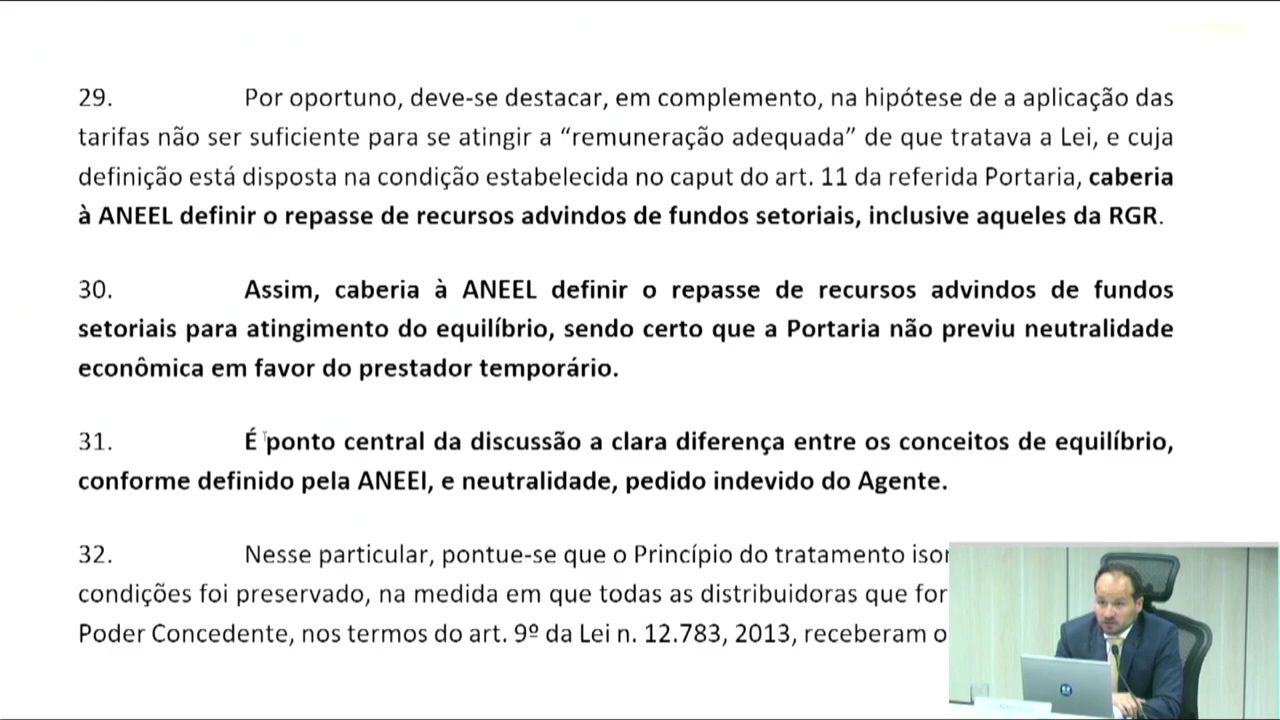 29. Por oportuno, deve-se destacar, em complemento, na hipótese de a aplicação das
tarifas não ser suficiente para se atingir a “remuneração adequada” de que tratava a Lei, e cuja
definição está disposta na condição estabelecida no caput do art. 11 da referida Portaria, caberia
à ANEEL definir o repasse de recursos advindos de fundos setoriais, inclusive aqueles da RGR.
30. Assim, caberia à ANEEL definir o repasse de recursos advindos de fundos
setoriais para atingimento do equilíbrio, sendo certo que a Portaria não previu neutralidade
econômica em favor do prestador temporário.
31. É ponto central da discussão a clara diferença entre os conceitos de equilíbrio,
conforme definido pela ANEEl, e neutralidade, pedido indevido do Agente.
32. Nesse particular, pontue-se que o Princípio do tratamento
condições foi preservado, na medida em que todas as distribuidoras que
Poder Concedente, nos termos do art. 9º da Lei n. 12.783, 2013, receberam o